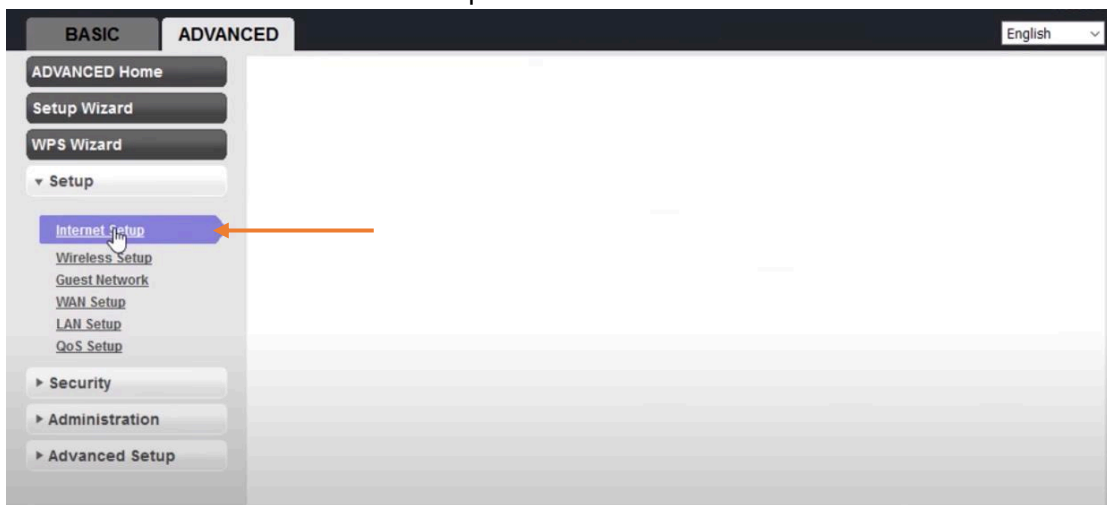 BASIC ADVANCED English
ADVANCED Home
Setup Wizard
WPS Wizard
Setup
Internet Setup
Wireless Setup
Guest Network
WAN Setup
LAN Setup
QoS Setup
Security
Administration
Advanced Setup